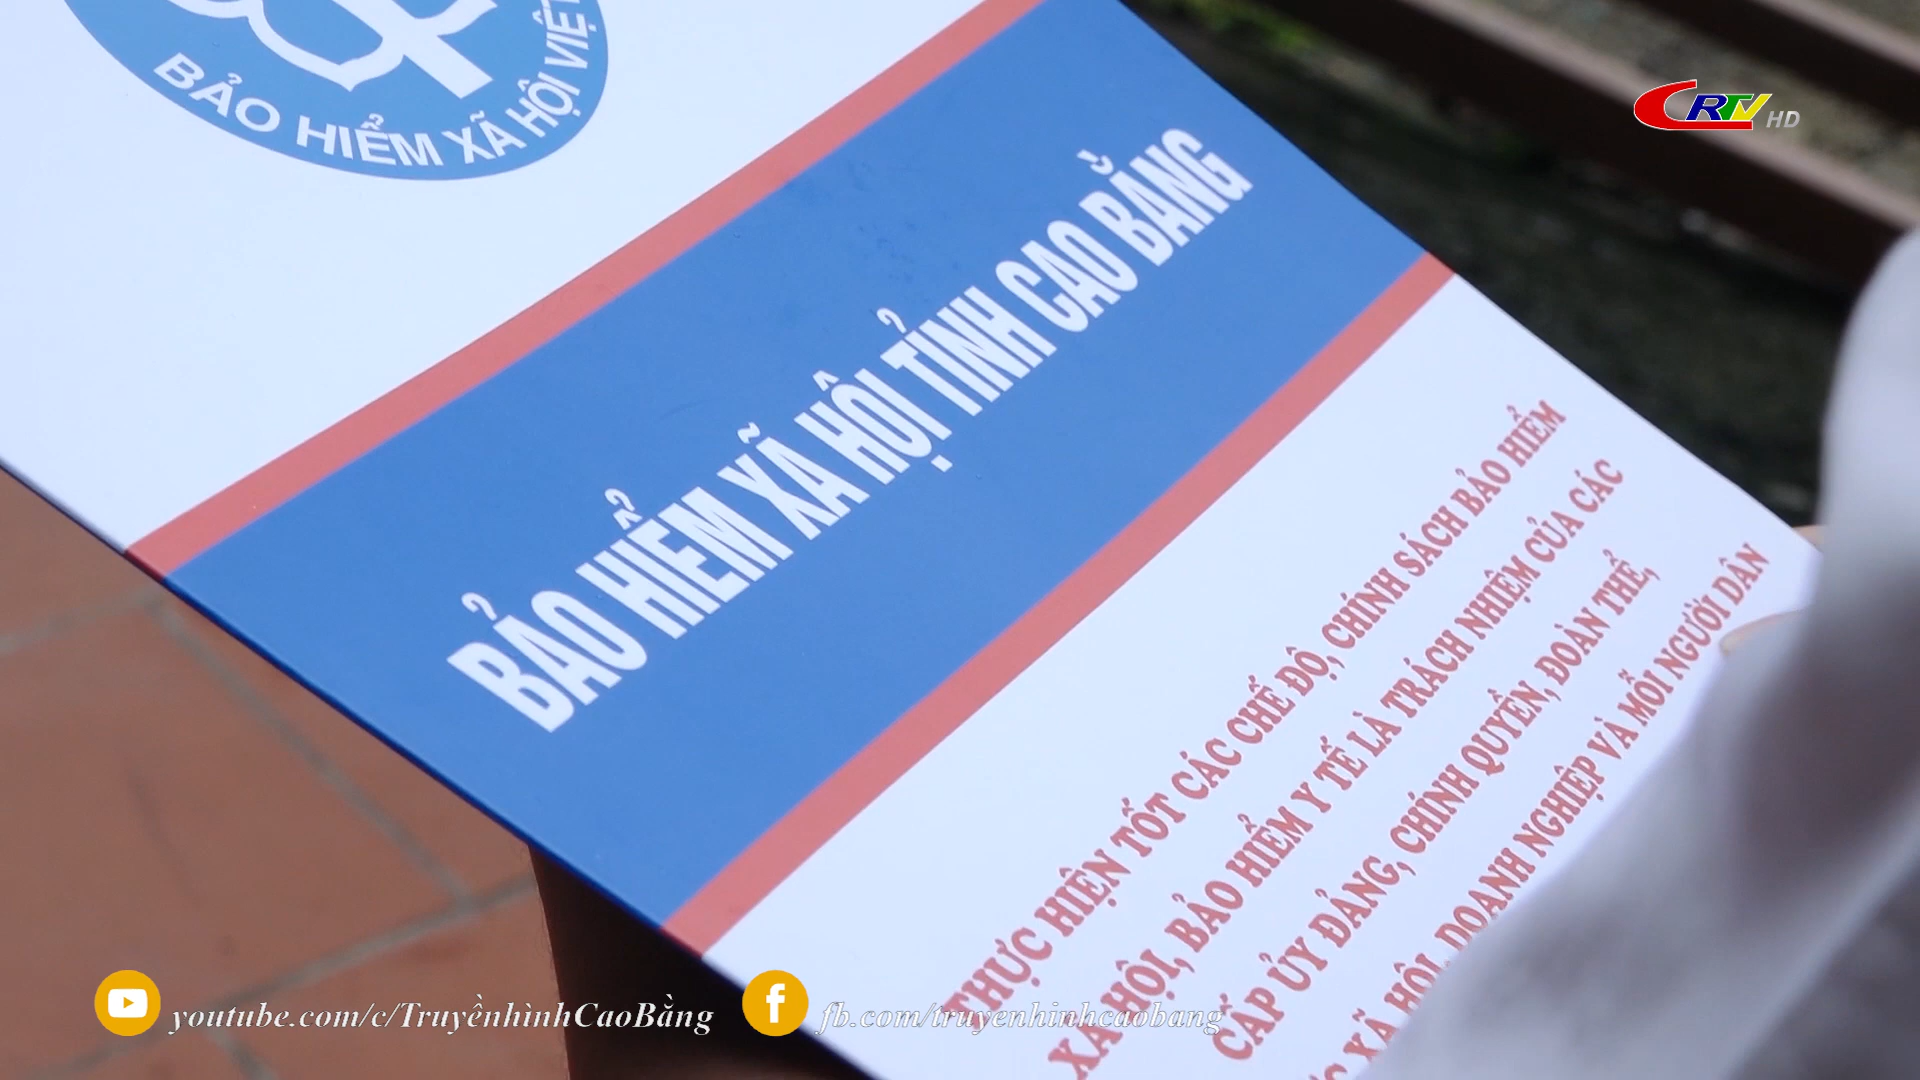 BẢO HIỂM XÃ HỘI VIỆT
CRTV HD
BẢO HIỂM XÃ HỘI TỈNH CAO BẰNG
THỰC HIỆN TỐT CÁC CHẾ ĐỘ, CHÍNH SÁCH BẢO HIỂM
XÃ HỘI, BẢO HIỂM Y TẾ LÀ TRÁCH NHIỆM CỦA CÁC
CẤP ỦY ĐẢNG, CHÍNH QUYỀN, ĐOÀN THỂ,
XÃ HỘI, DOANH NGHIỆP VÀ MỖI NGƯỜI DÂN
youtube.com/c/TruyềnhìnhCaoBằng
fb.com/truyenhinhcaobang